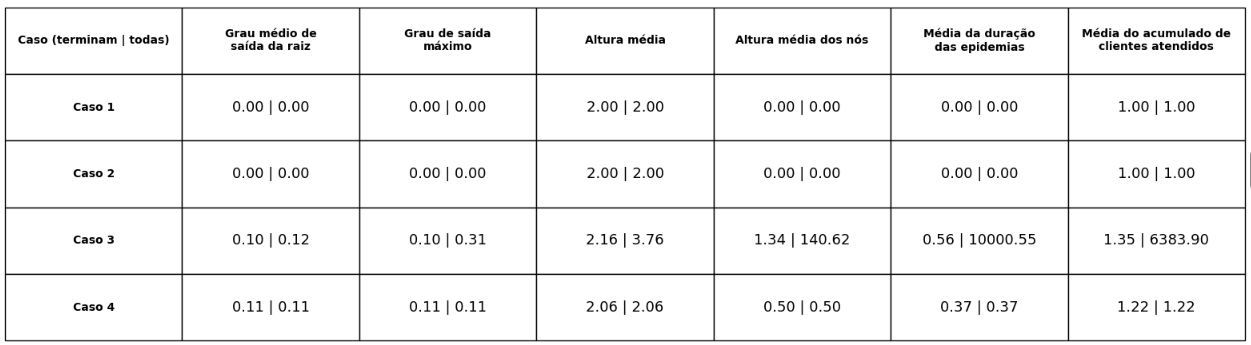 Caso (terminam | todas) Grau médio de saída da raiz Grau de saída máximo Altura média Altura média dos nós Média da duração das epidemias Média do acumulado de clientes atendidos
Caso 1 0.00 | 0.00 0.00 | 0.00 2.00 | 2.00 0.00 | 0.00 0.00 | 0.00 1.00 | 1.00
Caso 2 0.00 | 0.00 0.00 | 0.00 2.00 | 2.00 0.00 | 0.00 0.00 | 0.00 1.00 | 1.00
Caso 3 0.10 | 0.12 0.10 | 0.31 2.16 | 3.76 1.34 | 140.62 0.56 | 10000.55 1.35 | 6383.90
Caso 4 0.11 | 0.11 0.11 | 0.11 2.06 | 2.06 0.50 | 0.50 0.37 | 0.37 1.22 | 1.22